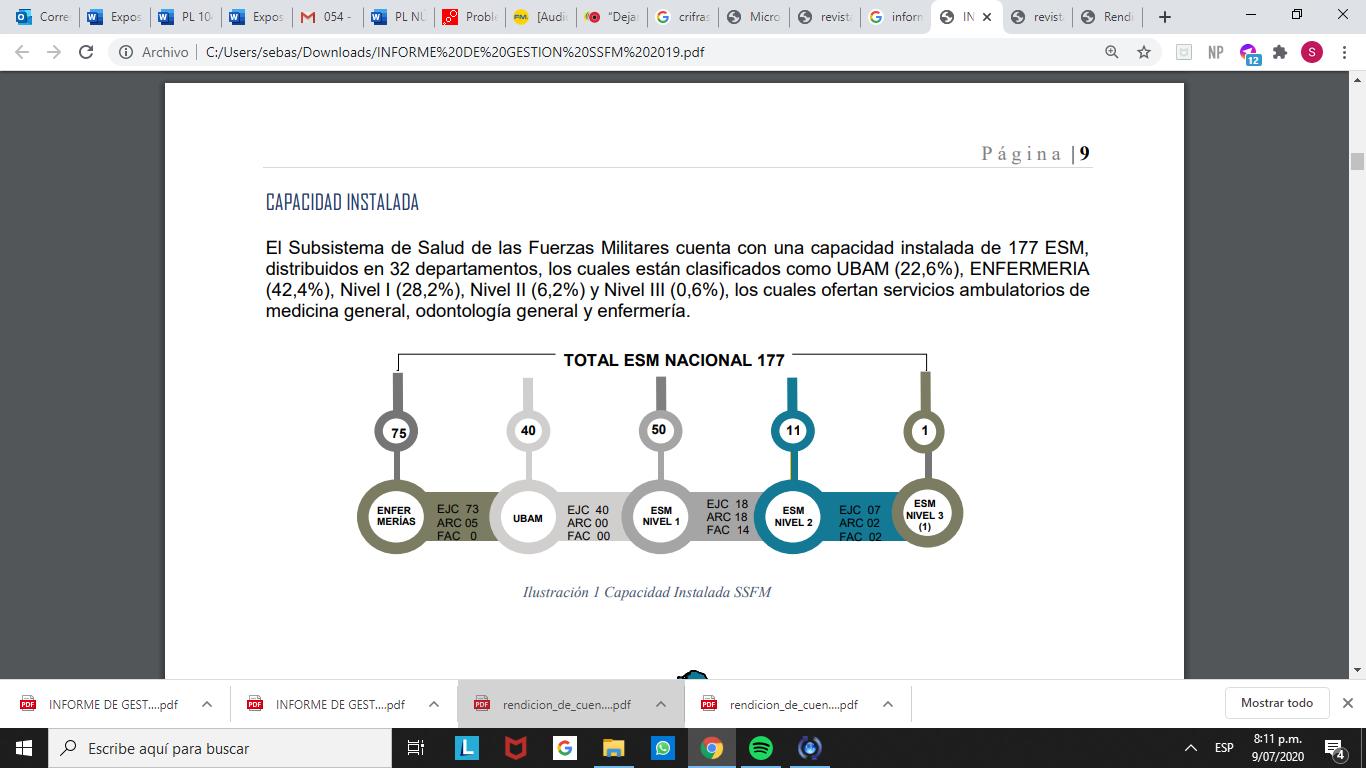 Correo
Expos
PL 10
Expos
054 -
PL NÚ
Proble
[Audio
"Dejar
crifras
Micro
revista
inform
IN
revista
Rendi
Archivo | C:/Users/sebas/Downloads/INFORME%20DE%20GESTION%20SSFM%202019.pdf
NP
12
S
Página | 9
CAPACIDAD INSTALADA
El Subsistema de Salud de las Fuerzas Militares cuenta con una capacidad instalada de 177 ESM,
distribuidos en 32 departamentos, los cuales están clasificados como UBAM (22,6%), ENFERMERIA
(42,4%), Nivel I (28,2%), Nivel II (6,2%) y Nivel III (0,6%), los cuales ofertan servicios ambulatorios de
medicina general, odontología general y enfermería.
TOTAL ESM NACIONAL 177
75
40
50
11
1
ENFER
MERÍAS
EJC 73
ARC 05
FAC 0
UBAM
EJC 40
ARC 00
FAC 00
ESM
NIVEL 1
EJC 18
ARC 18
FAC 14
ESM
NIVEL 2
EJC 07
ARC 02
FAC 02
ESM
NIVEL 3
(1)
Ilustración 1 Capacidad Instalada SSFM
INFORME DE GEST....pdf
INFORME DE GEST....pdf
rendicion_de_cuen....pdf
rendicion_de_cuen....pdf
Mostrar todo
Escribe aquí para buscar
L
ESP
8:11 p.m.
9/07/2020
4